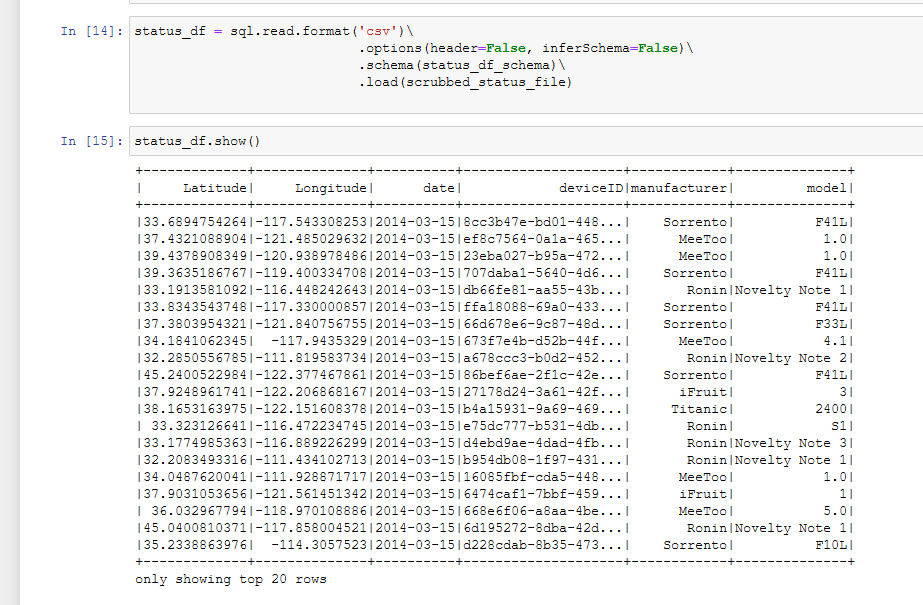 In [14]: status_df = sql.read.format('csv')\
.options(header=False, inferSchema=False)\
.schema(status_df_schema)\
.load(scrubbed_status_file)
In [15]: status_df.show()
+-------------+--------------+----------+--------------------+------------+--------------+
|     Latitude|     Longitude|      date|            deviceID|manufacturer|         model|
+-------------+--------------+----------+--------------------+------------+--------------+
|33.6894754264|-117.543308253|2014-03-15|8cc3b47e-bd01-448...|    Sorrento|          F41L|
|37.4321088904|-121.485029632|2014-03-15|ef8c7564-0a1a-465...|      MeeToo|           1.0|
|39.4378908349|-120.938978486|2014-03-15|23eba027-b95a-472...|      MeeToo|           1.0|
|39.3635186767|-119.400334708|2014-03-15|707daba1-5640-4d6...|    Sorrento|          F41L|
|33.1913581092|-116.448242643|2014-03-15|db66fe81-aa55-43b...|       Ronin|Novelty Note 1|
|33.8343543748|-117.330000857|2014-03-15|ffa18088-69a0-433...|    Sorrento|          F41L|
|37.3803954321|-121.840756755|2014-03-15|66d678e6-9c87-48d...|    Sorrento|          F33L|
|34.1841062345|  -117.9435329|2014-03-15|673f7e4b-d52b-44f...|      MeeToo|           4.1|
|32.2850556785|-111.819583734|2014-03-15|a678ccc3-b0d2-452...|       Ronin|Novelty Note 2|
|45.2400522984|-122.377467861|2014-03-15|86bef6ae-2f1c-42e...|    Sorrento|          F41L|
|37.9248961741|-122.206868167|2014-03-15|27178d24-3a61-42f...|      iFruit|             3|
|38.1653163975|-122.151608378|2014-03-15|b4a15931-9a69-469...|     Titanic|          2400|
| 33.323126641|-116.472234745|2014-03-15|e75dc777-b531-4db...|       Ronin|            S1|
|33.1774985363|-116.889226299|2014-03-15|d4ebd9ae-4dad-4fb...|       Ronin|Novelty Note 3|
|32.2083493316|-111.434102713|2014-03-15|b954db08-1f97-431...|       Ronin|Novelty Note 1|
|34.0487620041|-111.928871717|2014-03-15|16085fbf-cda5-448...|      MeeToo|           1.0|
|37.9031053656|-121.561451342|2014-03-15|6474caf1-7bbf-459...|      iFruit|             1|
| 36.032967794|-118.970108886|2014-03-15|668e6f06-a8aa-4be...|      MeeToo|           5.0|
|45.0400810371|-117.858004521|2014-03-15|6d195272-8dba-42d...|       Ronin|Novelty Note 1|
|35.2338863976|  -114.3057523|2014-03-15|d228cdab-8b35-473...|    Sorrento|          F10L|
+-------------+--------------+----------+--------------------+------------+--------------+
only showing top 20 rows